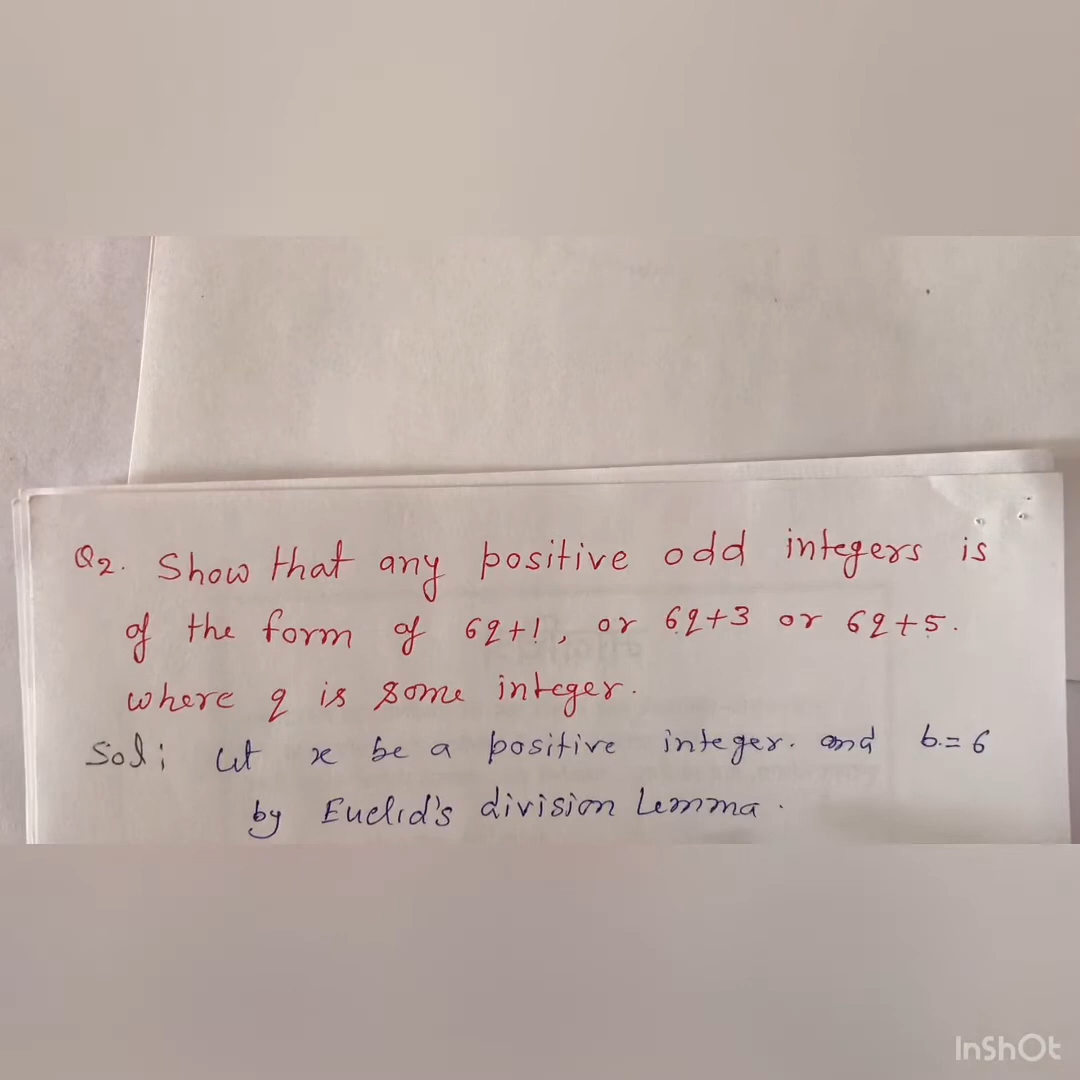 Q2. Show that any positive odd integers is
of the form of 6q+1, or 6q+3 or 6q+5.
where q is some integer.
Sol; Let x be a positive integer. and b.=6
by Euclid's division Lemma.
InShOt